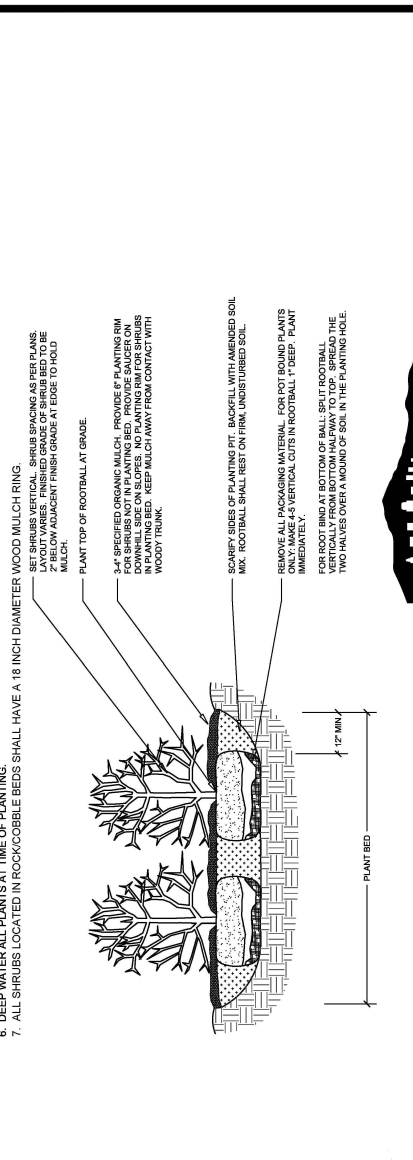 6. DEEP WATER ALL PLANTS AT TIME OF PLANTING.
7. ALL SHRUBS LOCATED IN ROCK/COBBLE BEDS SHALL HAVE A 18 INCH DIAMETER WOOD MULCH RING.
SET SHRUBS VERTICAL. SHRUB SPACING AS PER PLANS.
LAYOUT VARIES. FINISHED GRADE OF SHRUB BED TO BE
2" BELOW ADJACENT FINISH GRADE AT EDGE TO HOLD
MULCH.
PLANT TOP OF ROOTBALL AT GRADE.
3-4" SPECIFIED ORGANIC MULCH. PROVIDE 6" PLANTING RIM
FOR SHRUBS NOT IN PLANTING BED. PROVIDE SAUCER ON
DOWNHILL SIDE ON SLOPES. NO PLANTING RIM FOR SHRUBS
IN PLANTING BED. KEEP MULCH AWAY FROM CONTACT WITH
WOODY TRUNK.
SCARIFY SIDES OF PLANTING PIT. BACKFILL WITH AMENDED SOIL
MIX. ROOTBALL SHALL REST ON FIRM, UNDISTURBED SOIL.
REMOVE ALL PACKAGING MATERIAL. FOR POT BOUND PLANTS
ONLY: MAKE 4-5 VERTICAL CUTS IN ROOTBALL 1" DEEP. PLANT
IMMEDIATELY.
FOR ROOT BIND AT BOTTOM OF BALL: SPLIT ROOTBALL
VERTICALLY FROM BOTTOM HALFWAY TO TOP. SPREAD THE
TWO HALVES OVER A MOUND OF SOIL IN THE PLANTING HOLE.
12" MIN
PLANT BED